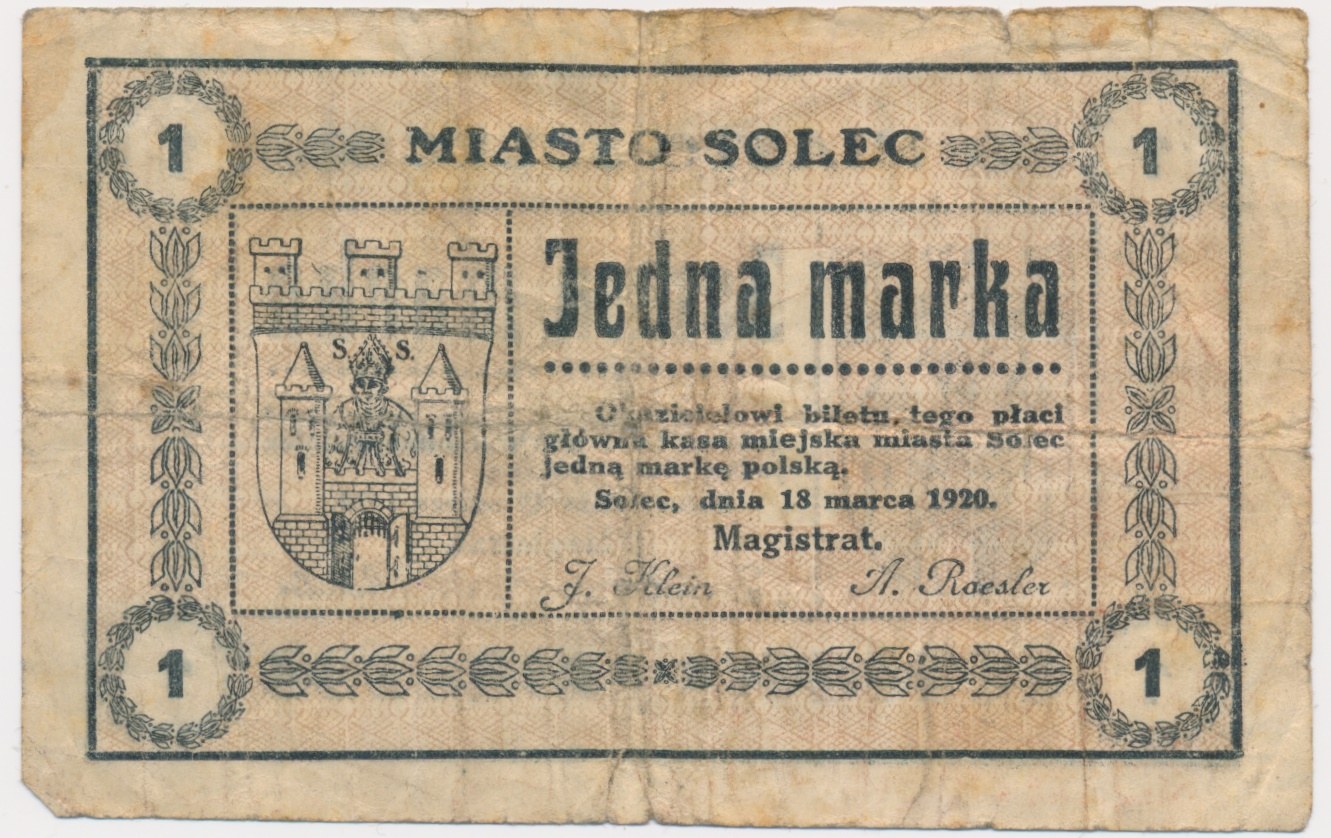 1 MIASTO SOLEC 1
S. S.
Jedna marka
Okazicielowi biletu tego płaci
główna kasa miejska miasta Solec
jedną markę polską.
Solec, dnia 18 marca 1920.
Magistrat.
J. Klein A. Roesler
1 1